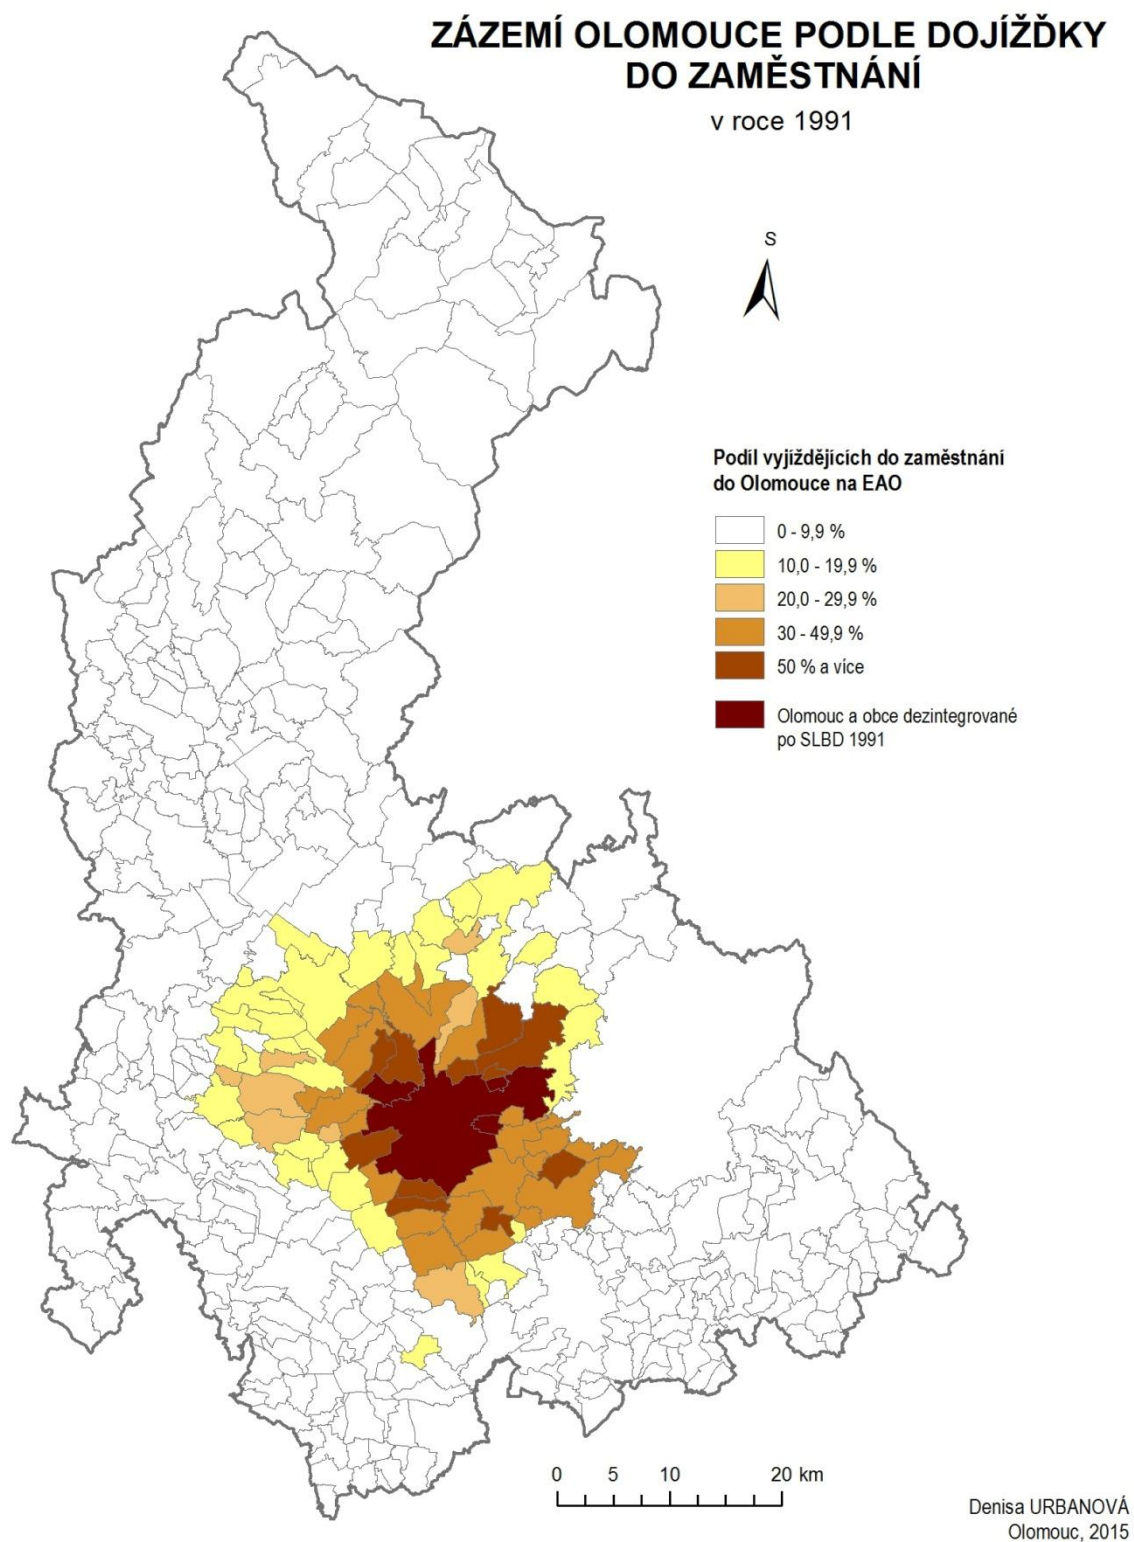 ZÁZEMÍ OLOMOUCE PODLE DOJÍŽĎKY
DO ZAMĚSTNÁNÍ
v roce 1991
S
Podíl vyjíždějících do zaměstnání
do Olomouce na EAO
0 - 9,9 %
10,0 - 19,9 %
20,0 - 29,9 %
30 - 49,9 %
50 % a více
Olomouc a obce dezintegrované
po SLBD 1991
0 5 10 20 km
Denisa URBANOVÁ
Olomouc, 2015